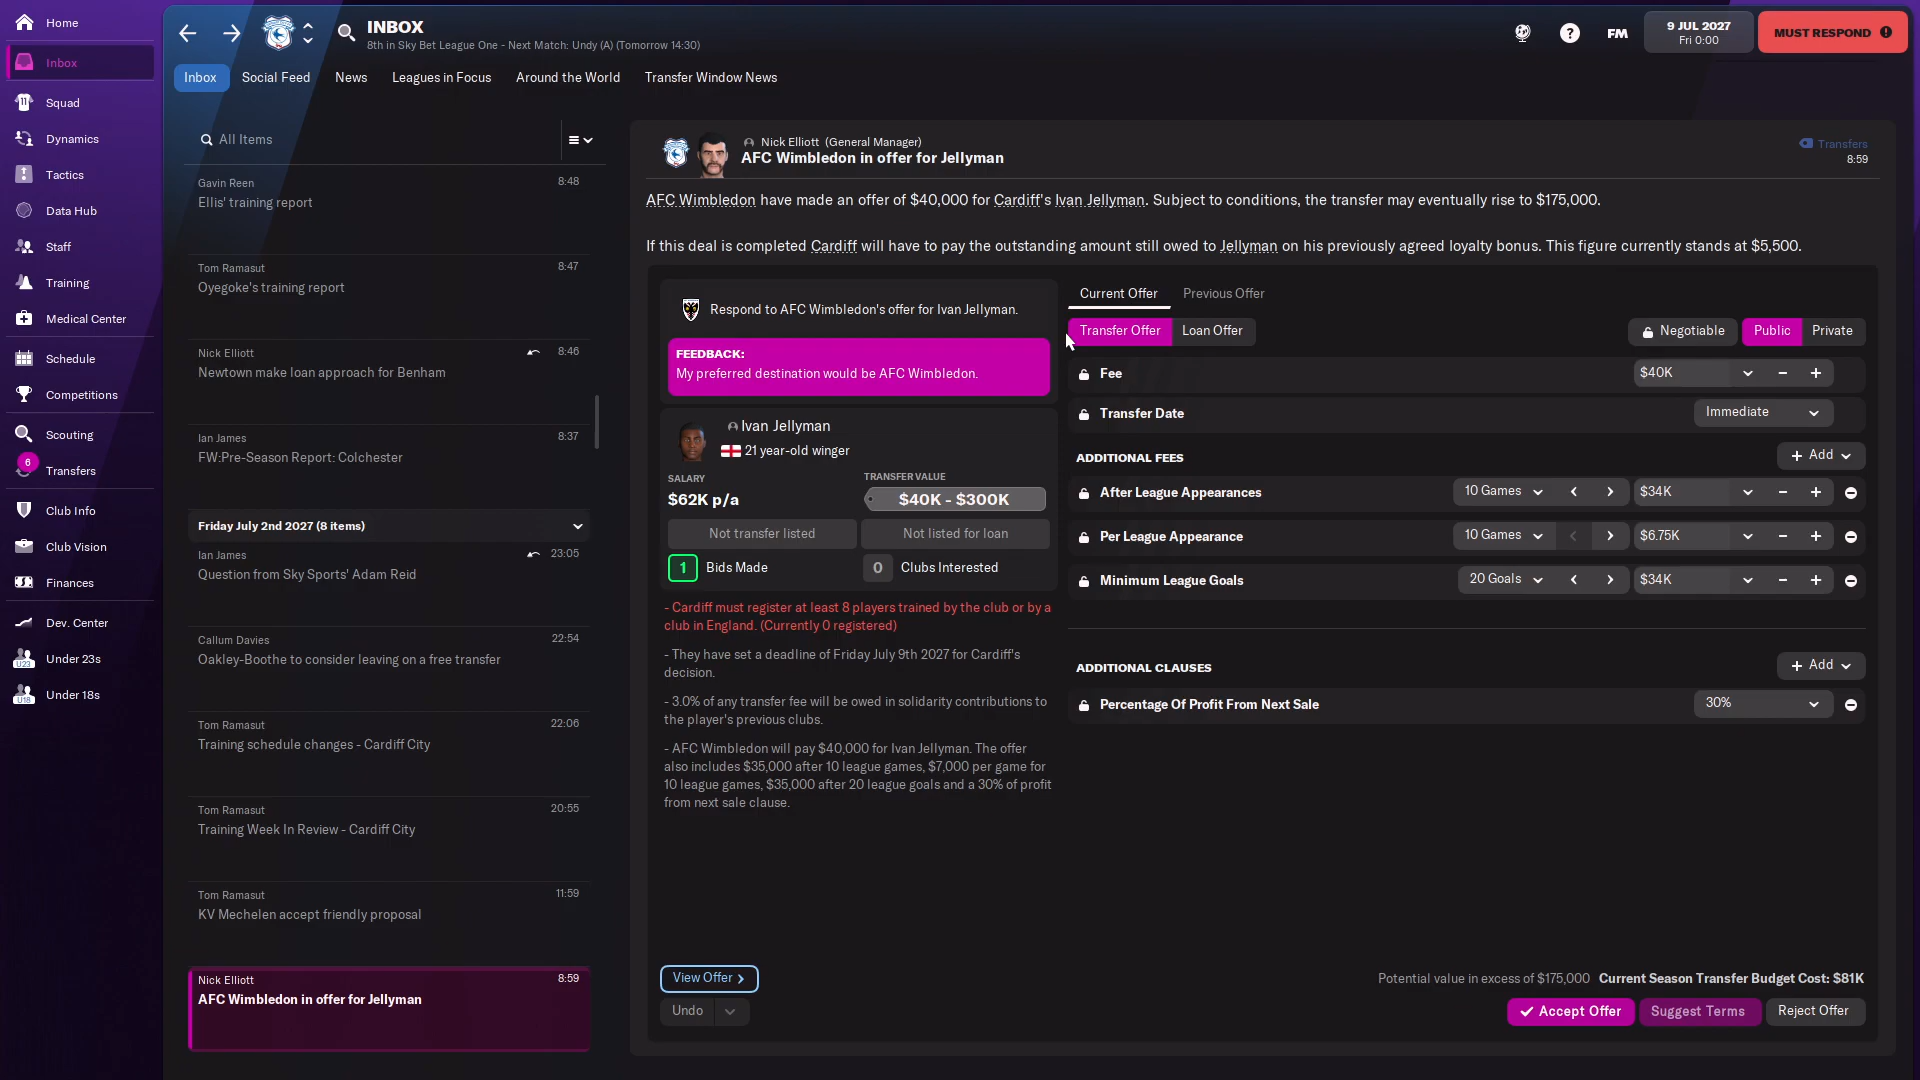 Home
Inbox
Squad
Dynamics
Tactics
Data Hub
Staff
Training
Medical Center
Schedule
Competitions
Scouting
6
Transfers
Club Info
Club Vision
Finances
Dev. Center
U23
Under 23s
U18
Under 18s
INBOX
8th in Sky Bet League One - Next Match: Undy (A) (Tomorrow 14:30)
?
FM
9 JUL 2027
Fri 0:00
MUST RESPOND
Inbox
Social Feed
News
Leagues in Focus
Around the World
Transfer Window News
All Items
Gavin Reen 8:48
Ellis' training report
Tom Ramasut 8:47
Oyegoke's training report
Nick Elliott 8:46
Newtown make loan approach for Benham
Ian James 8:37
FW:Pre-Season Report: Colchester
Friday July 2nd 2027 (8 items)
Ian James 23:05
Question from Sky Sports' Adam Reid
Callum Davies 22:54
Oakley-Boothe to consider leaving on a free transfer
Tom Ramasut 22:06
Training schedule changes - Cardiff City
Tom Ramasut 20:55
Training Week In Review - Cardiff City
Tom Ramasut 11:59
KV Mechelen accept friendly proposal
Nick Elliott 8:59
AFC Wimbledon in offer for Jellyman
Nick Elliott (General Manager)
AFC Wimbledon in offer for Jellyman
Transfers
8:59
AFC Wimbledon have made an offer of $40,000 for Cardiff's Ivan Jellyman. Subject to conditions, the transfer may eventually rise to $175,000.
If this deal is completed Cardiff will have to pay the outstanding amount still owed to Jellyman on his previously agreed loyalty bonus. This figure currently stands at $5,500.
Respond to AFC Wimbledon's offer for Ivan Jellyman.
FEEDBACK:
My preferred destination would be AFC Wimbledon.
Ivan Jellyman
21 year-old winger
SALARY
$62K p/a
TRANSFER VALUE
$40K - $300K
Not transfer listed
Not listed for loan
1 Bids Made
0 Clubs Interested
- Cardiff must register at least 8 players trained by the club or by a
club in England. (Currently 0 registered)
- They have set a deadline of Friday July 9th 2027 for Cardiff's
decision.
- 3.0% of any transfer fee will be owed in solidarity contributions to
the player's previous clubs.
- AFC Wimbledon will pay $40,000 for Ivan Jellyman. The offer
also includes $35,000 after 10 league games, $7,000 per game for
10 league games, $35,000 after 20 league goals and a 30% of profit
from next sale clause.
View Offer
Undo
Current Offer
Previous Offer
Transfer Offer
Loan Offer
Negotiable
Public
Private
Fee $40K
Transfer Date Immediate
ADDITIONAL FEES
+ Add
After League Appearances 10 Games $34K
Per League Appearance 10 Games $6.75K
Minimum League Goals 20 Goals $34K
ADDITIONAL CLAUSES
+ Add
Percentage Of Profit From Next Sale 30%
Potential value in excess of $175,000 Current Season Transfer Budget Cost: $81K
Accept Offer
Suggest Terms
Reject Offer